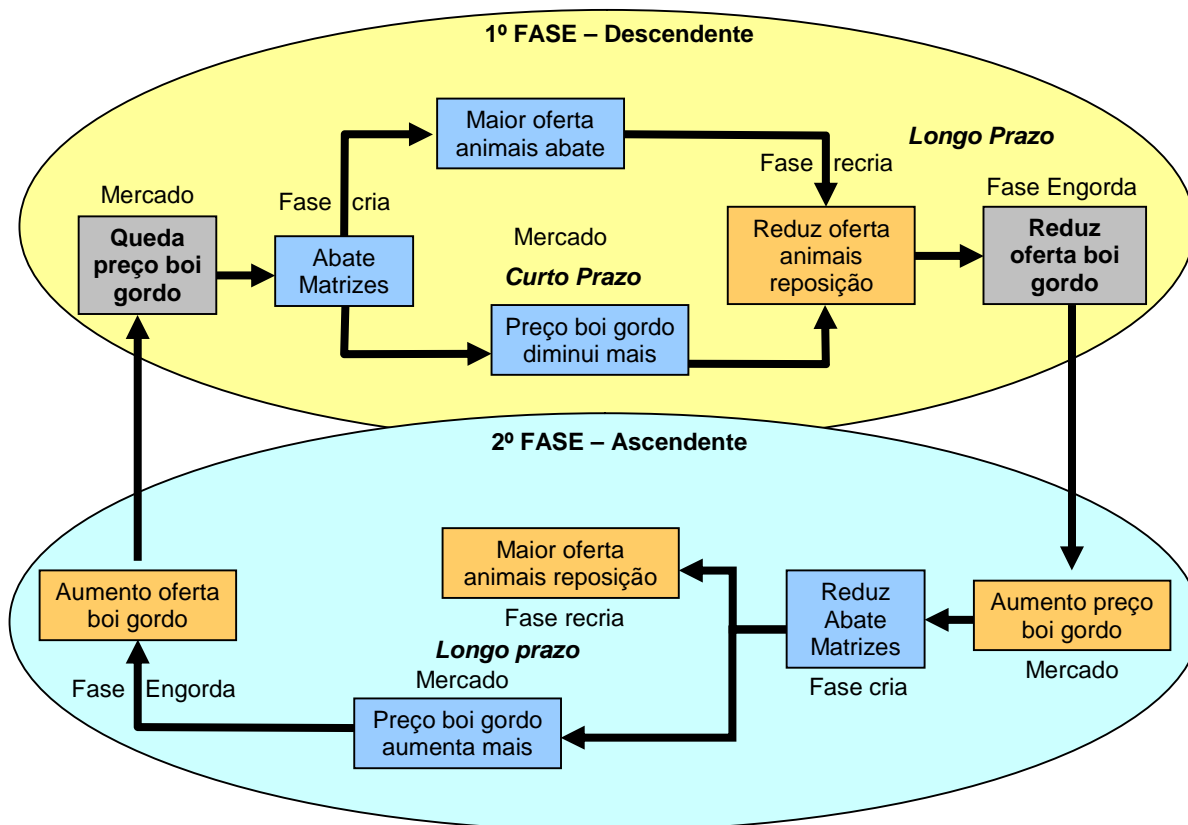 1º FASE – Descendente
Maior oferta
animais abate
Longo Prazo
Fase recria
Mercado
Fase cria
Fase Engorda
Queda
preço boi
gordo
Abate
Matrizes
Mercado
Curto Prazo
Reduz oferta
animais
reposição
Reduz
oferta boi
gordo
Preço boi gordo
diminui mais
2º FASE – Ascendente
Maior oferta
animais reposição
Fase recria
Reduz
Abate
Matrizes
Fase cria
Aumento preço
boi gordo
Mercado
Aumento oferta
boi gordo
Longo prazo
Mercado
Fase Engorda
Preço boi gordo
aumenta mais